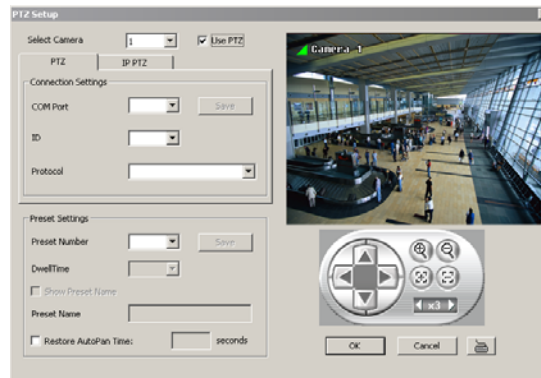 PTZ Setup
Select Camera 1 Use PTZ
PTZ IP PTZ
Connection Settings
COM Port Save
ID
Protocol
Preset Settings
Preset Number Save
DwellTime
Show Preset Name
Preset Name
Restore AutoPan Time: seconds
Camera 1
x3
OK Cancel